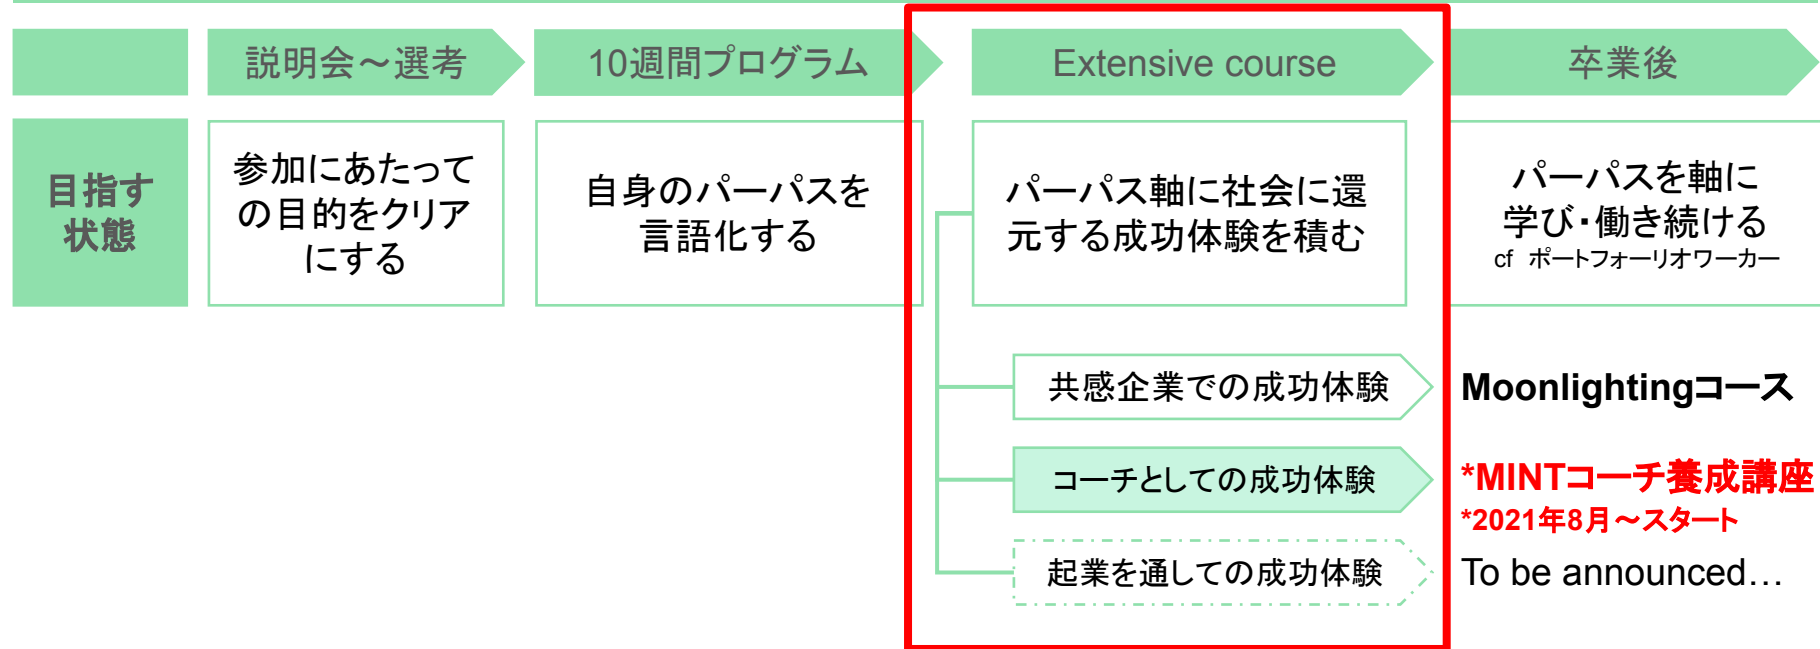 説明会～選考
10週間プログラム
Extensive course
卒業後
目指す
状態
参加にあたって
の目的をクリア
にする
自身のパーパスを
言語化する
パーパス軸に社会に還
元する成功体験を積む
パーパスを軸に
学び・働き続ける
cf ポートフォーリオワーカー
共感企業での成功体験
Moonlightingコース
コーチとしての成功体験
*MINTコーチ養成講座
*2021年8月～スタート
起業を通しての成功体験
To be announced…